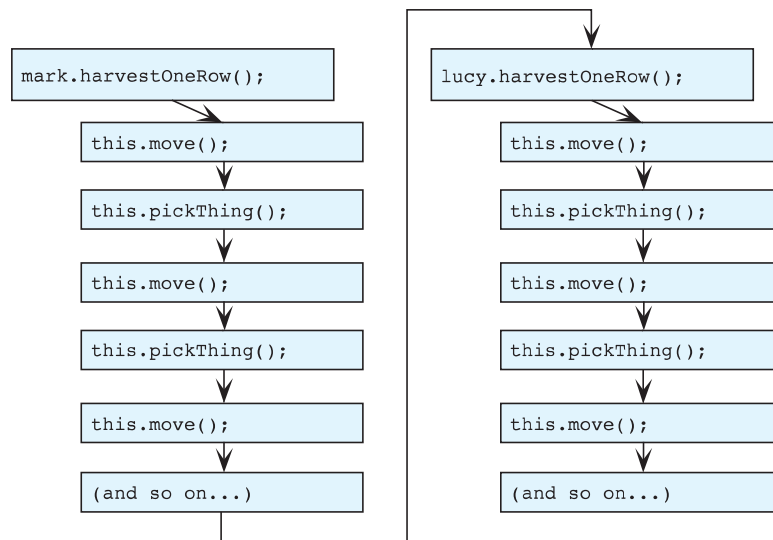 mark.harvestOneRow();
this.move();
this.pickThing();
this.move();
this.pickThing();
this.move();
(and so on...)
lucy.harvestOneRow();
this.move();
this.pickThing();
this.move();
this.pickThing();
this.move();
(and so on...)